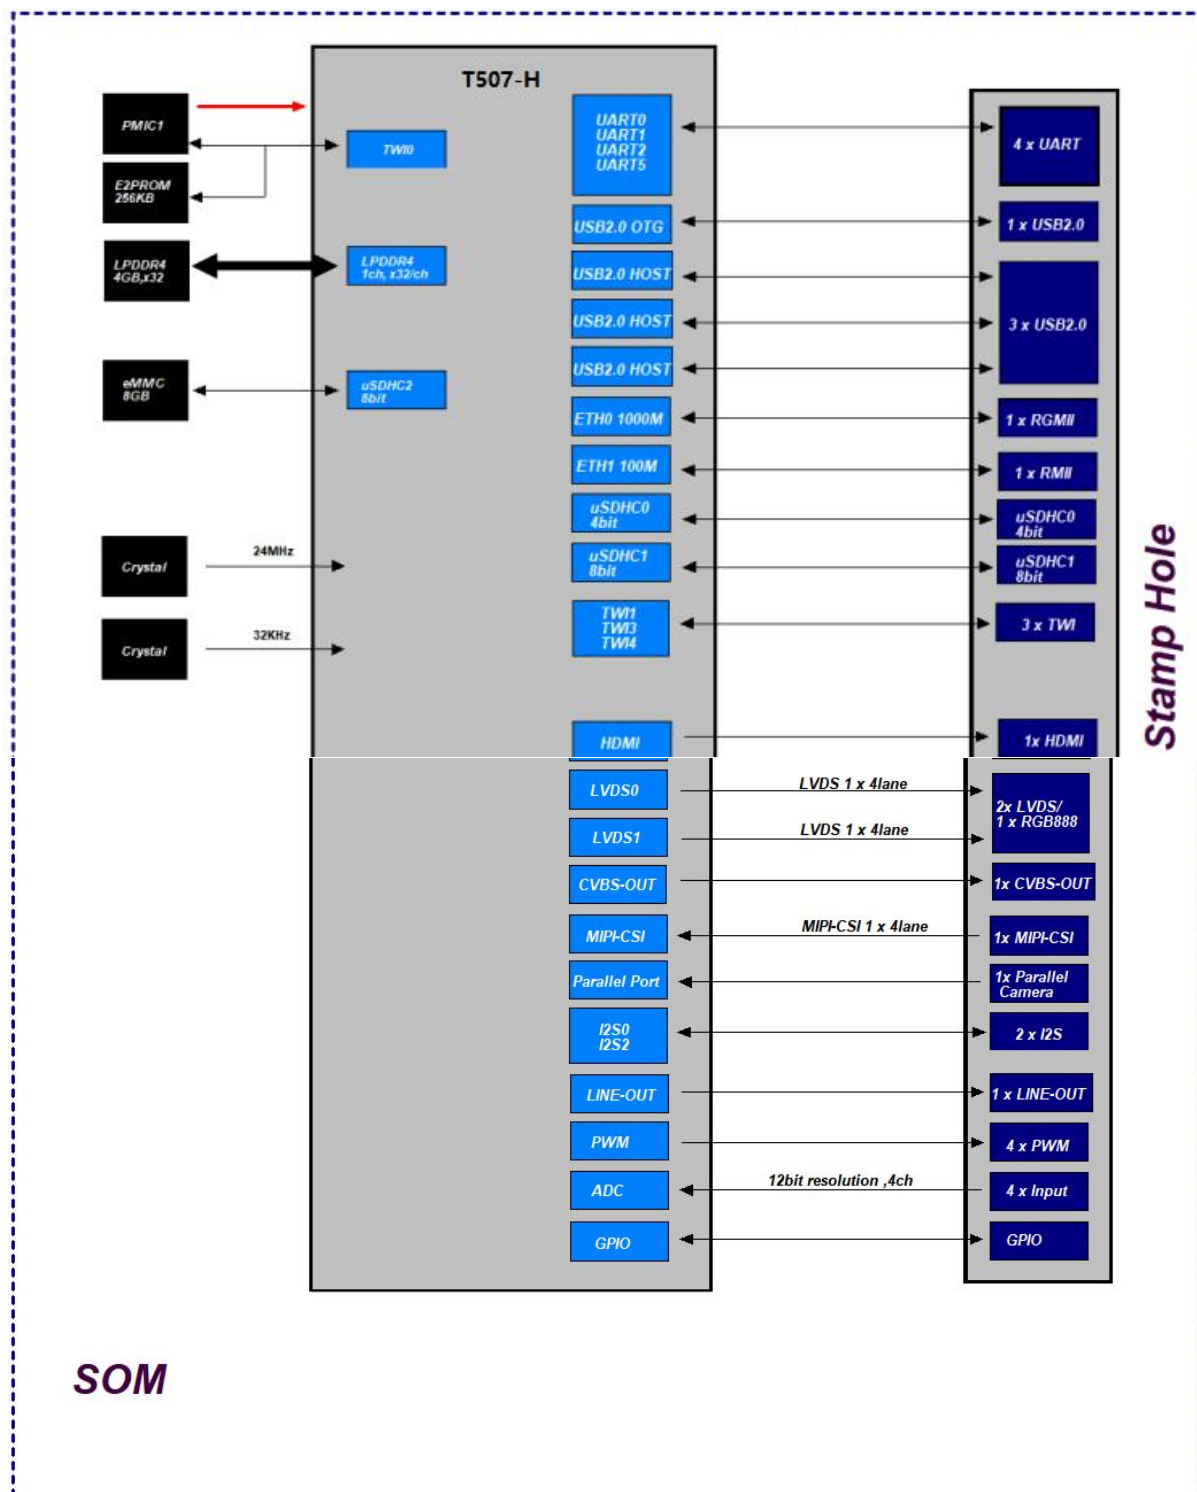 T507-H
PMIC1
E2PROM
256KB
LPDDR4
4GB,x32
eMMC
8GB
Crystal
24MHz
Crystal
32KHz
TWI0
LPDDR4
1ch, x32/ch
uSDHC2
8bit
UART0
UART1
UART2
UART5
4 x UART
USB2.0 OTG
1 x USB2.0
USB2.0 HOST
USB2.0 HOST
USB2.0 HOST
3 x USB2.0
ETH0 1000M
1 x RGMII
ETH1 100M
1 x RMII
uSDHC0
4bit
uSDHC0
4bit
uSDHC1
8bit
uSDHC1
8bit
TWI1
TWI3
TWI4
3 x TWI
HDMI
1x HDMI
LVDS0
LVDS 1 x 4lane
LVDS1
LVDS 1 x 4lane
2x LVDS/
1 x RGB888
CVBS-OUT
1x CVBS-OUT
MIPI-CSI
MIPI-CSI 1 x 4lane
1x MIPI-CSI
Parallel Port
1x Parallel
Camera
I2S0
I2S2
2 x I2S
LINE-OUT
1 x LINE-OUT
PWM
4 x PWM
ADC
12bit resolution ,4ch
4 x Input
GPIO
GPIO
Stamp Hole
SOM